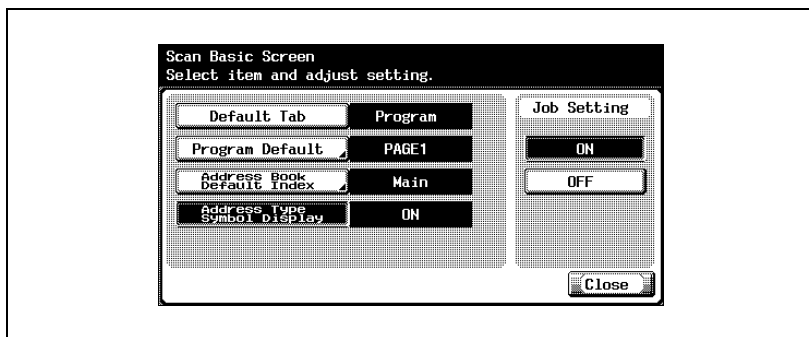 Scan Basic Screen
Select item and adjust setting.
Default Tab Program
Program Default PAGE1
Address Book
Default Index Main
Address Type
Symbol Display ON
Job Setting
ON
OFF
Close